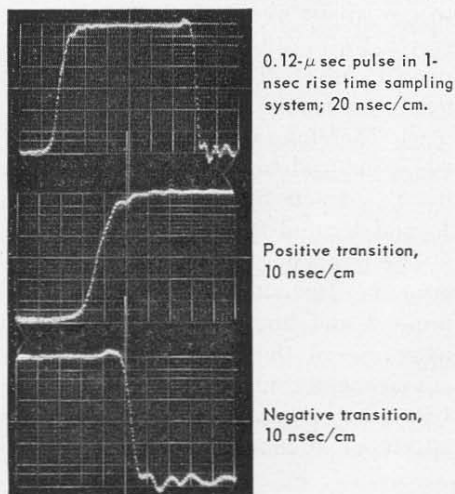 0.12-μ sec pulse in 1-
nsec rise time sampling
system; 20 nsec/cm.
Positive transition,
10 nsec/cm
Negative transition,
10 nsec/cm